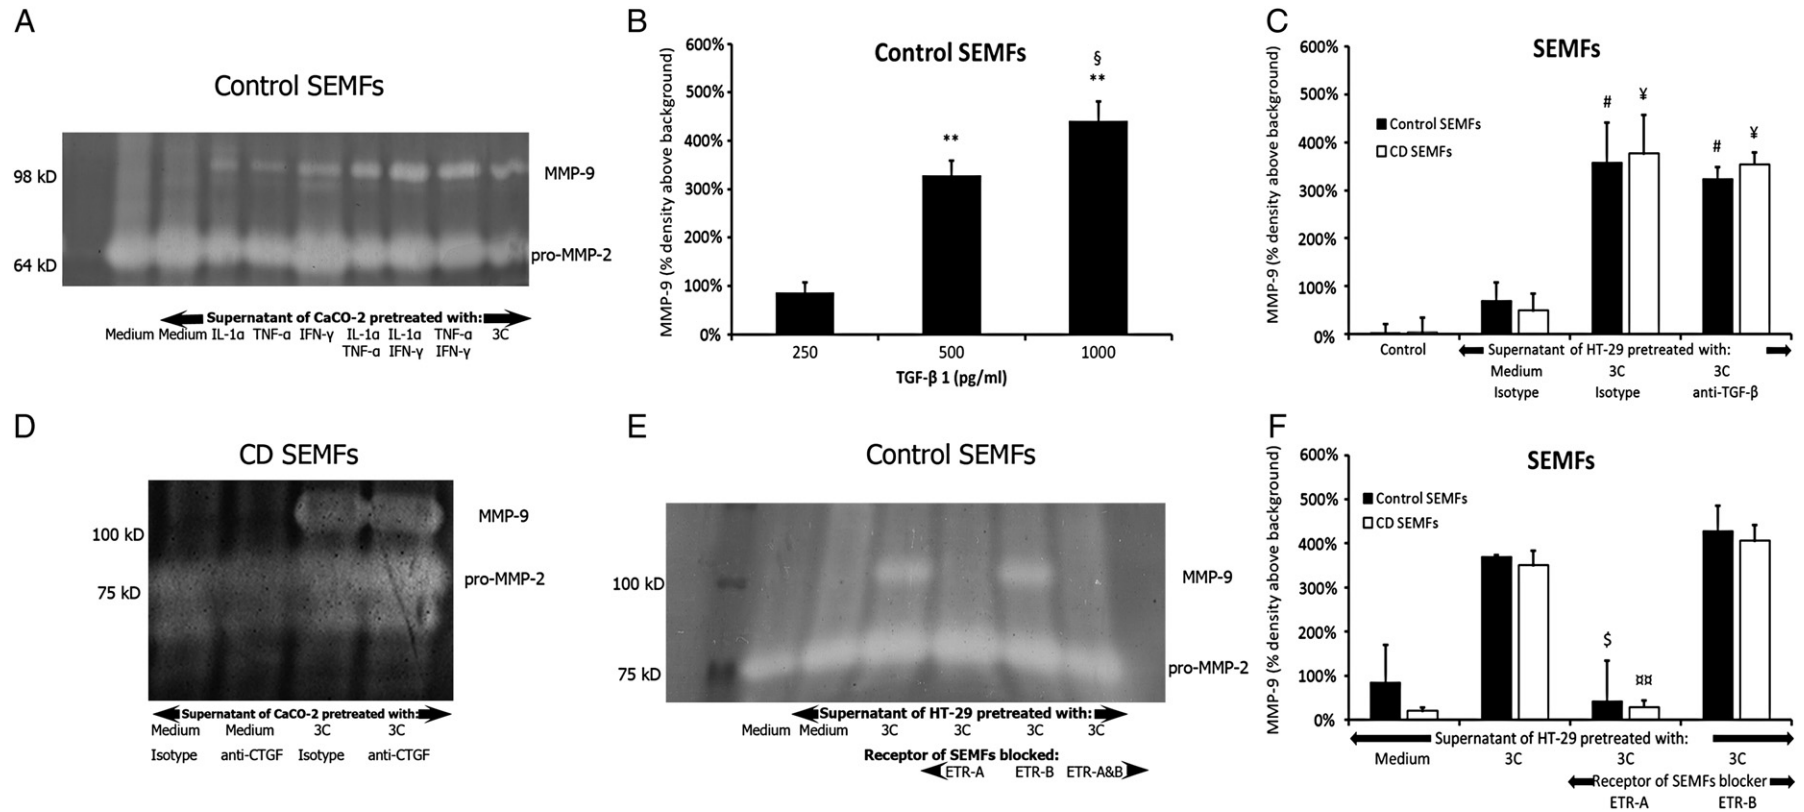 A
Control SEMFs
98 kD
64 kD
MMP-9
pro-MMP-2
Supernatant of CaCO-2 pretreated with:
Medium Medium IL-1α TNF-α IFN-γ IL-1α IL-1α TNF-α 3C
TNF-α IFN-γ IFN-γ
B
Control SEMFs
MMP-9 (% density above background)
600%
500%
400%
300%
200%
100%
0%
**
§
**
250 500 1000
TGF-β 1 (pg/ml)
C
SEMFs
MMP-9 (% density above background)
600%
500%
400%
300%
200%
100%
0%
Control SEMFs
CD SEMFs
# ¥
# ¥
Control
Supernatant of HT-29 pretreated with:
Medium 3C 3C
Isotype Isotype anti-TGF-β
D
CD SEMFs
100 kD
75 kD
MMP-9
pro-MMP-2
Supernatant of CaCO-2 pretreated with:
Medium Medium 3C 3C
Isotype anti-CTGF Isotype anti-CTGF
E
Control SEMFs
100 kD
75 kD
MMP-9
pro-MMP-2
Supernatant of HT-29 pretreated with:
Medium Medium 3C 3C 3C 3C
Receptor of SEMFs blocked:
ETR-A ETR-B ETR-A&B
F
SEMFs
MMP-9 (% density above background)
600%
500%
400%
300%
200%
100%
0%
Control SEMFs
CD SEMFs
$
¤¤
Supernatant of HT-29 pretreated with:
Medium 3C 3C 3C
Receptor of SEMFs blocker
ETR-A ETR-B